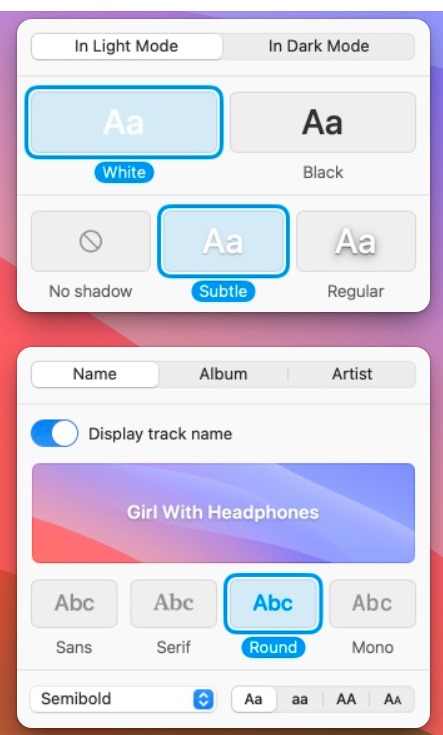 In Light Mode In Dark Mode
Aa Aa
White Black
Aa Aa
No shadow Subtle Regular
Name Album Artist
Display track name
Girl With Headphones
Abc Abc Abc Abc
Sans Serif Round Mono
Semibold Aa aa AA AA